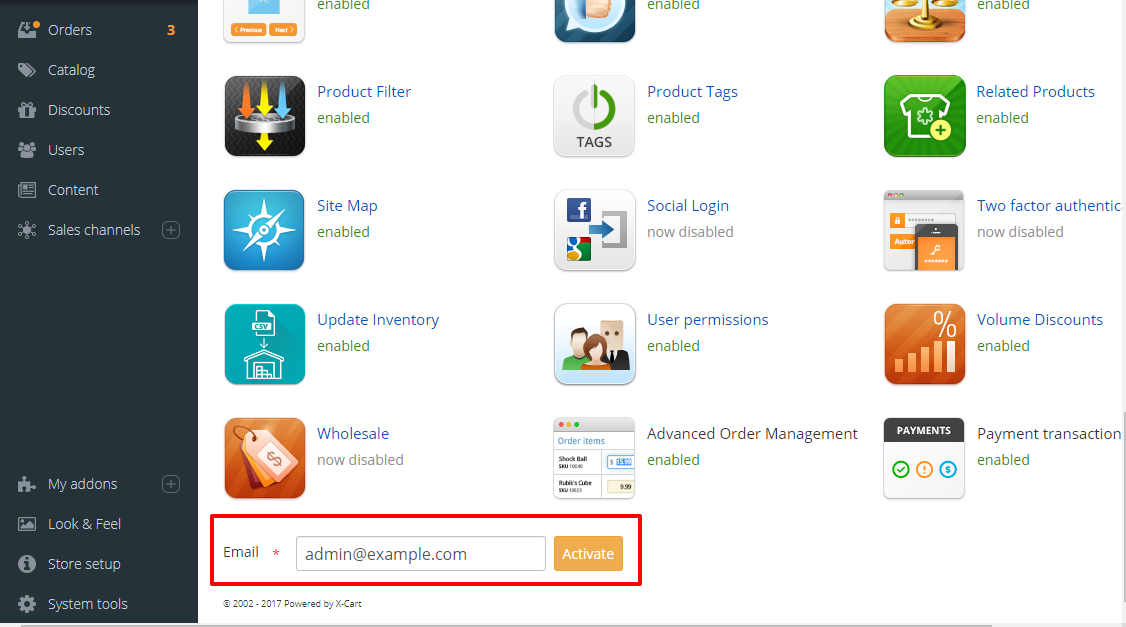 Orders 3
Catalog
Discounts
Users
Content
Sales channels
My addons
Look & Feel
Store setup
System tools
enabled
enabled
enabled
Previous Next
Product Filter
enabled
TAGS
Product Tags
enabled
Related Products
enabled
Site Map
enabled
Social Login
now disabled
Autor
Two factor authentic
now disabled
CSV
Update Inventory
enabled
User permissions
enabled
%
Volume Discounts
enabled
$
Wholesale
now disabled
Order items
Shock Ball
SKU 10040
$ 15.99
Rubik's Cube
SKU 10023
9.99
Advanced Order Management
enabled
PAYMENTS
Payment transaction
enabled
Email * admin@example.com Activate
© 2002 - 2017 Powered by X-Cart